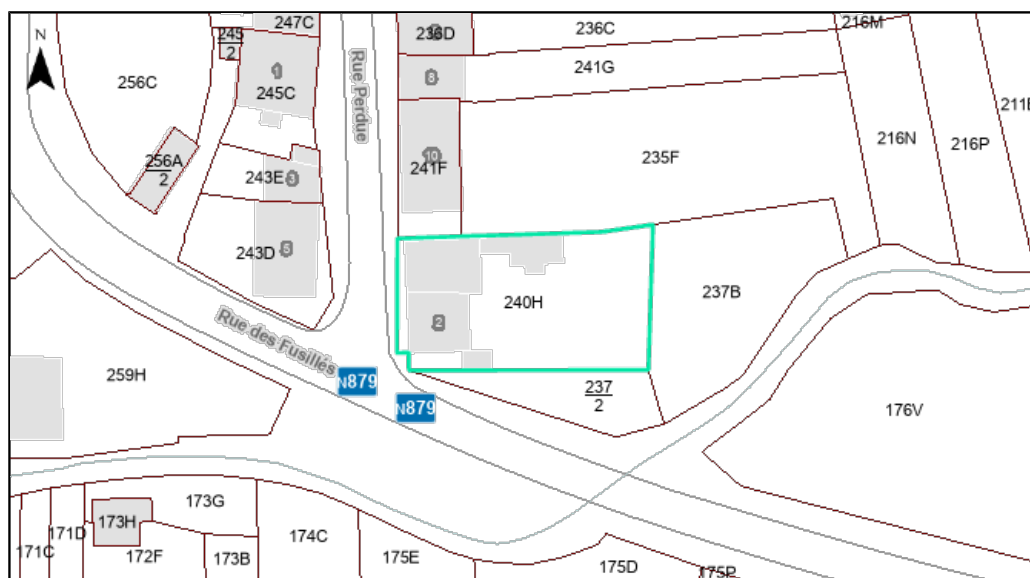 247C
236D
236C
216M
N
245
2
241G
256C
1
8
245C
Rue Perdue
211E
216N
216P
10
235F
256A
2
241F
243E
3
243D
5
237B
240H
2
Rue des Fusillés
259H
N879
N879
237
2
176V
173G
173H
171D
174C
171C
172F
173B
175E
175D
175P